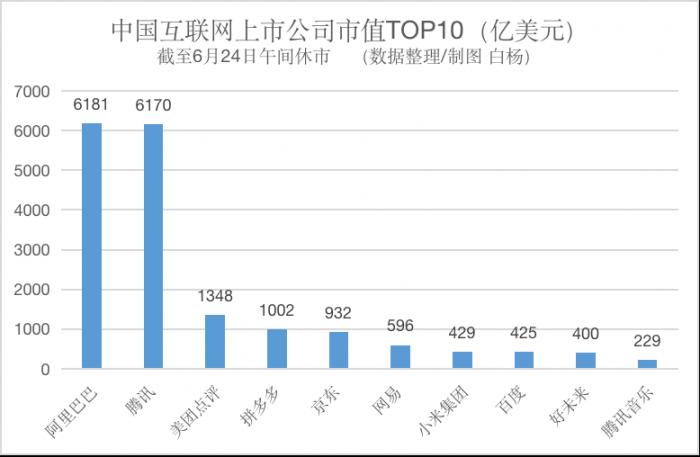 中国互联网上市公司市值TOP10（亿美元）
截至6月24日午间休市 （数据整理/制图 白杨）
7000
6000
5000
4000
3000
2000
1000
0
6181
6170
1348
1002
932
596
429
425
400
229
阿里巴巴
腾讯
美团点评
拼多多
京东
网易
小米集团
百度
好未来
腾讯音乐